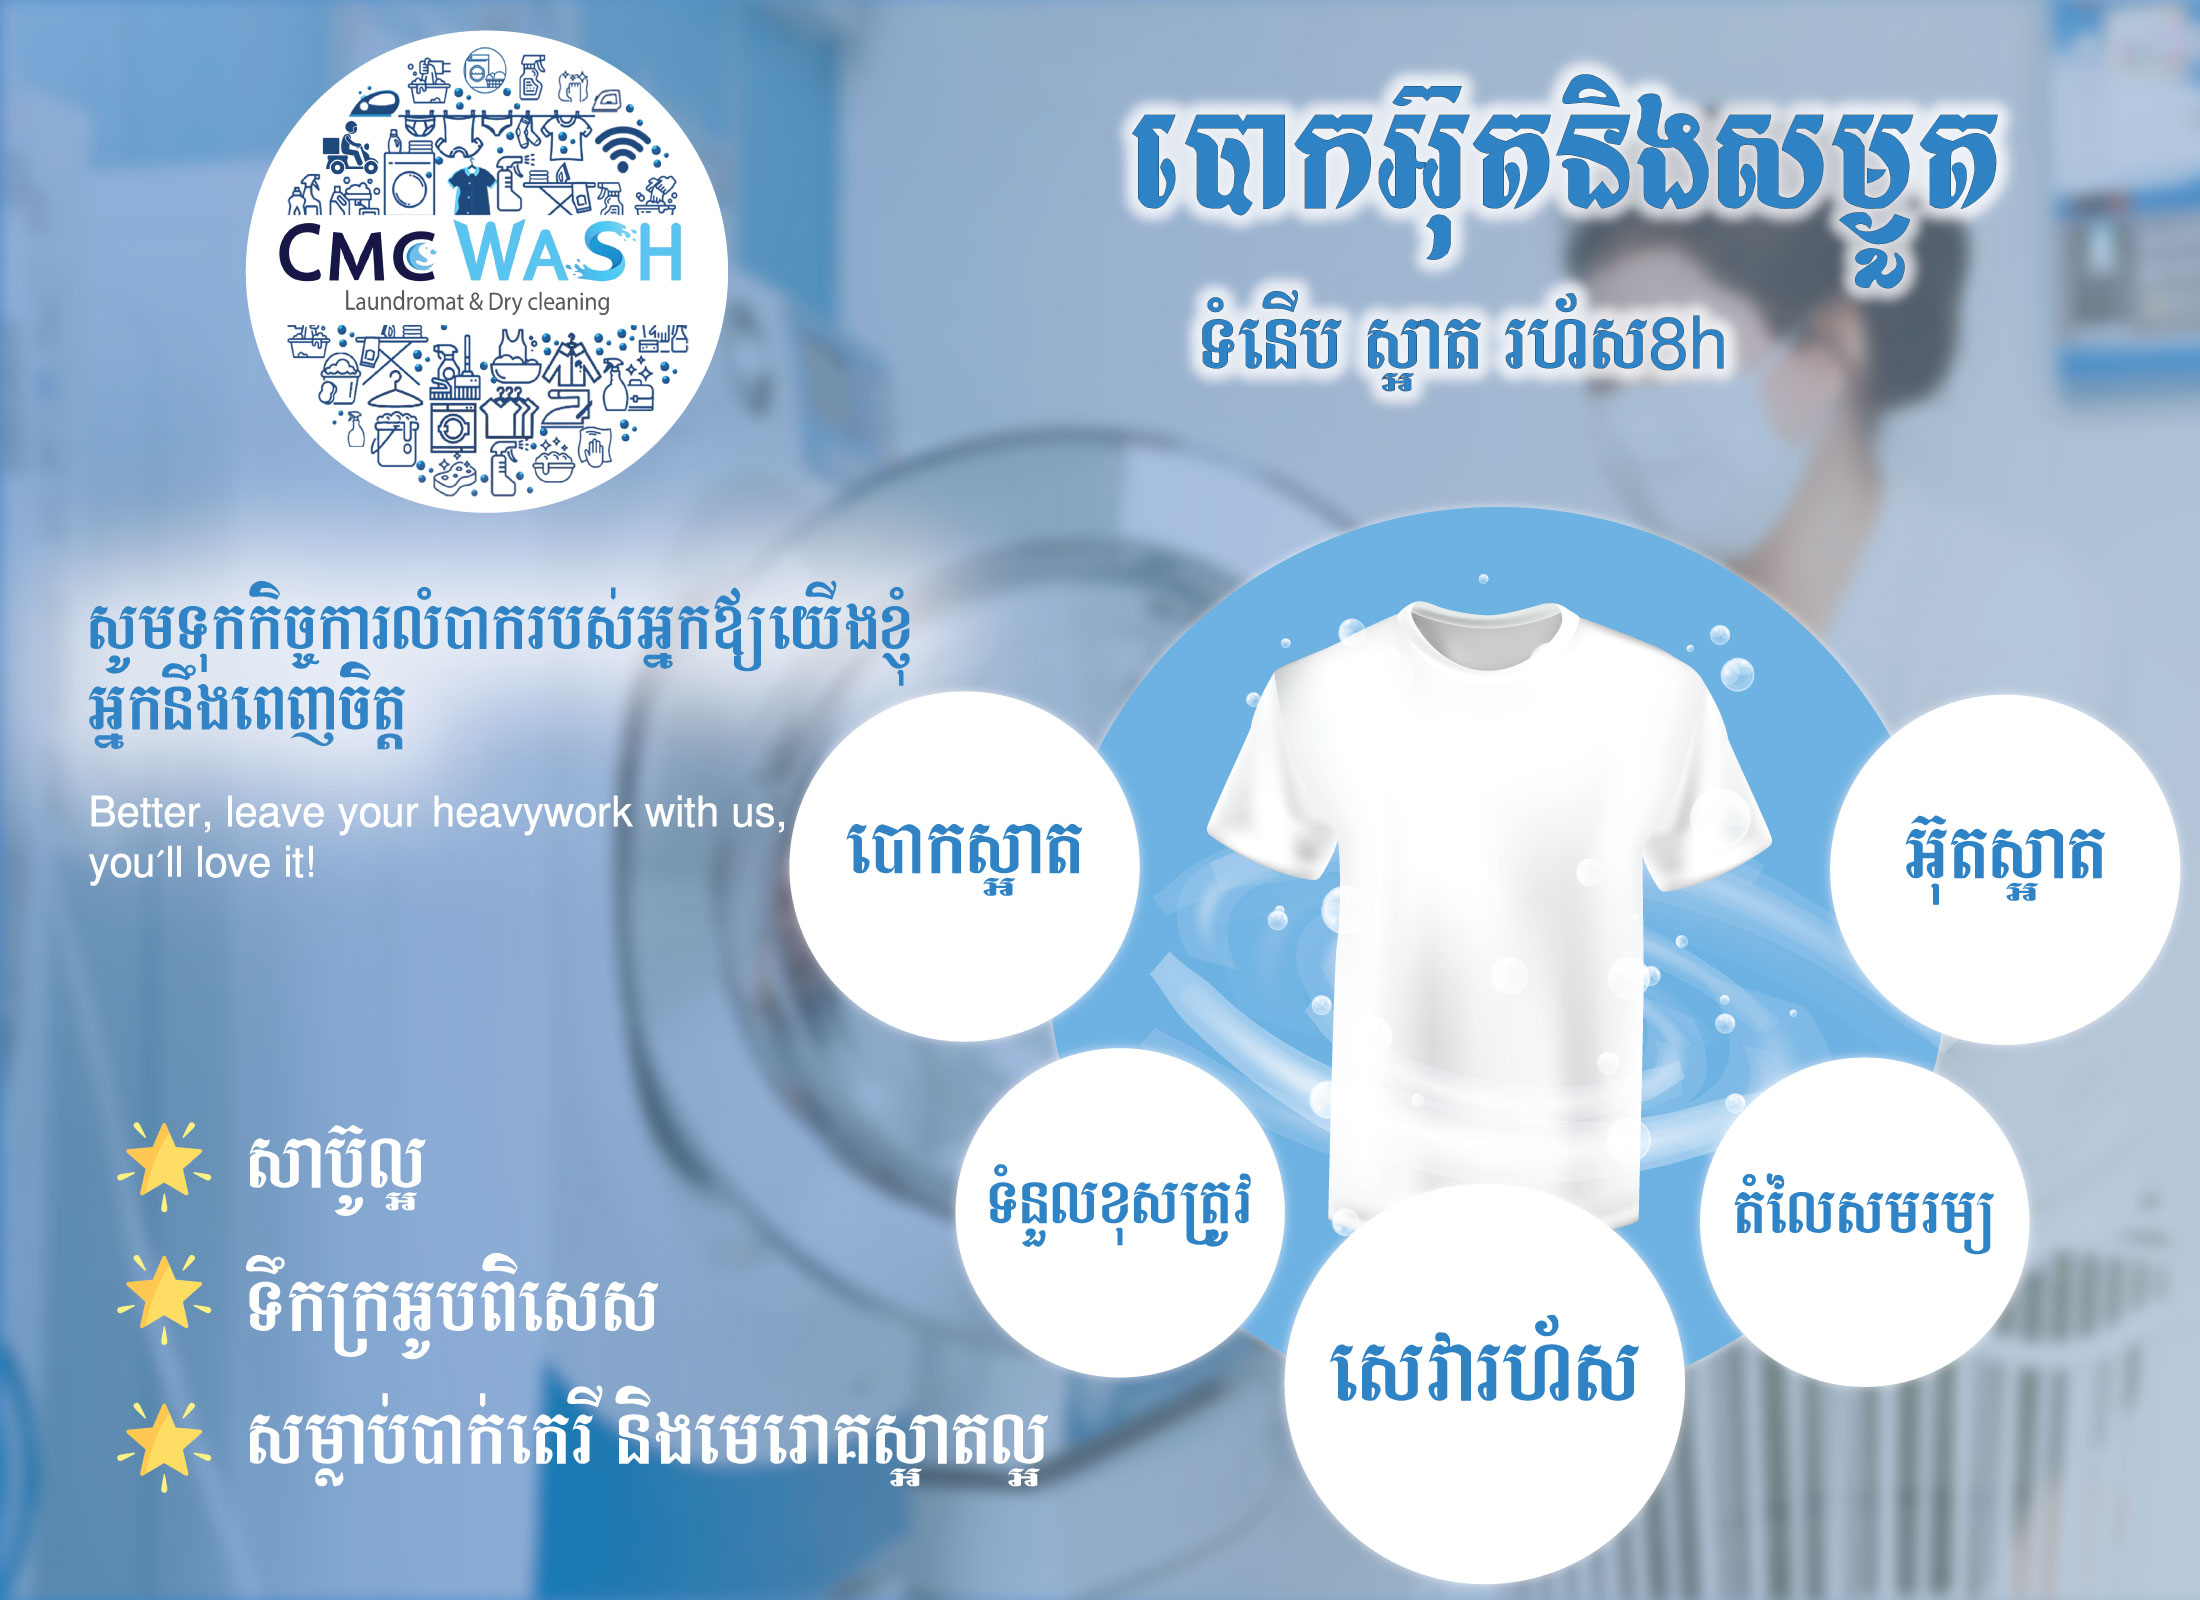 CMC WASH
Laundromat & Dry cleaning
បោកអ៊ុតនិងសម្ងួត
ទំនើប ស្អាត រហ័ស8h
សូមទុកកិច្ចការលំបាករបស់អ្នកឪ្យយើងខ្ញុំ
អ្នកនឹងពេញចិត្ត
Better, leave your heavywork with us,
you´ll love it!
បោកស្អាត
អ៊ុតស្អាត
ទំនួលខុសត្រូវ
តំលៃសមរម្យ
សេវារហ័ស
សាប៊ូល្អ
ទឹកក្រអូបពិសេស
សម្លាប់បាក់តេរី និងមេរោគស្អាតល្អ